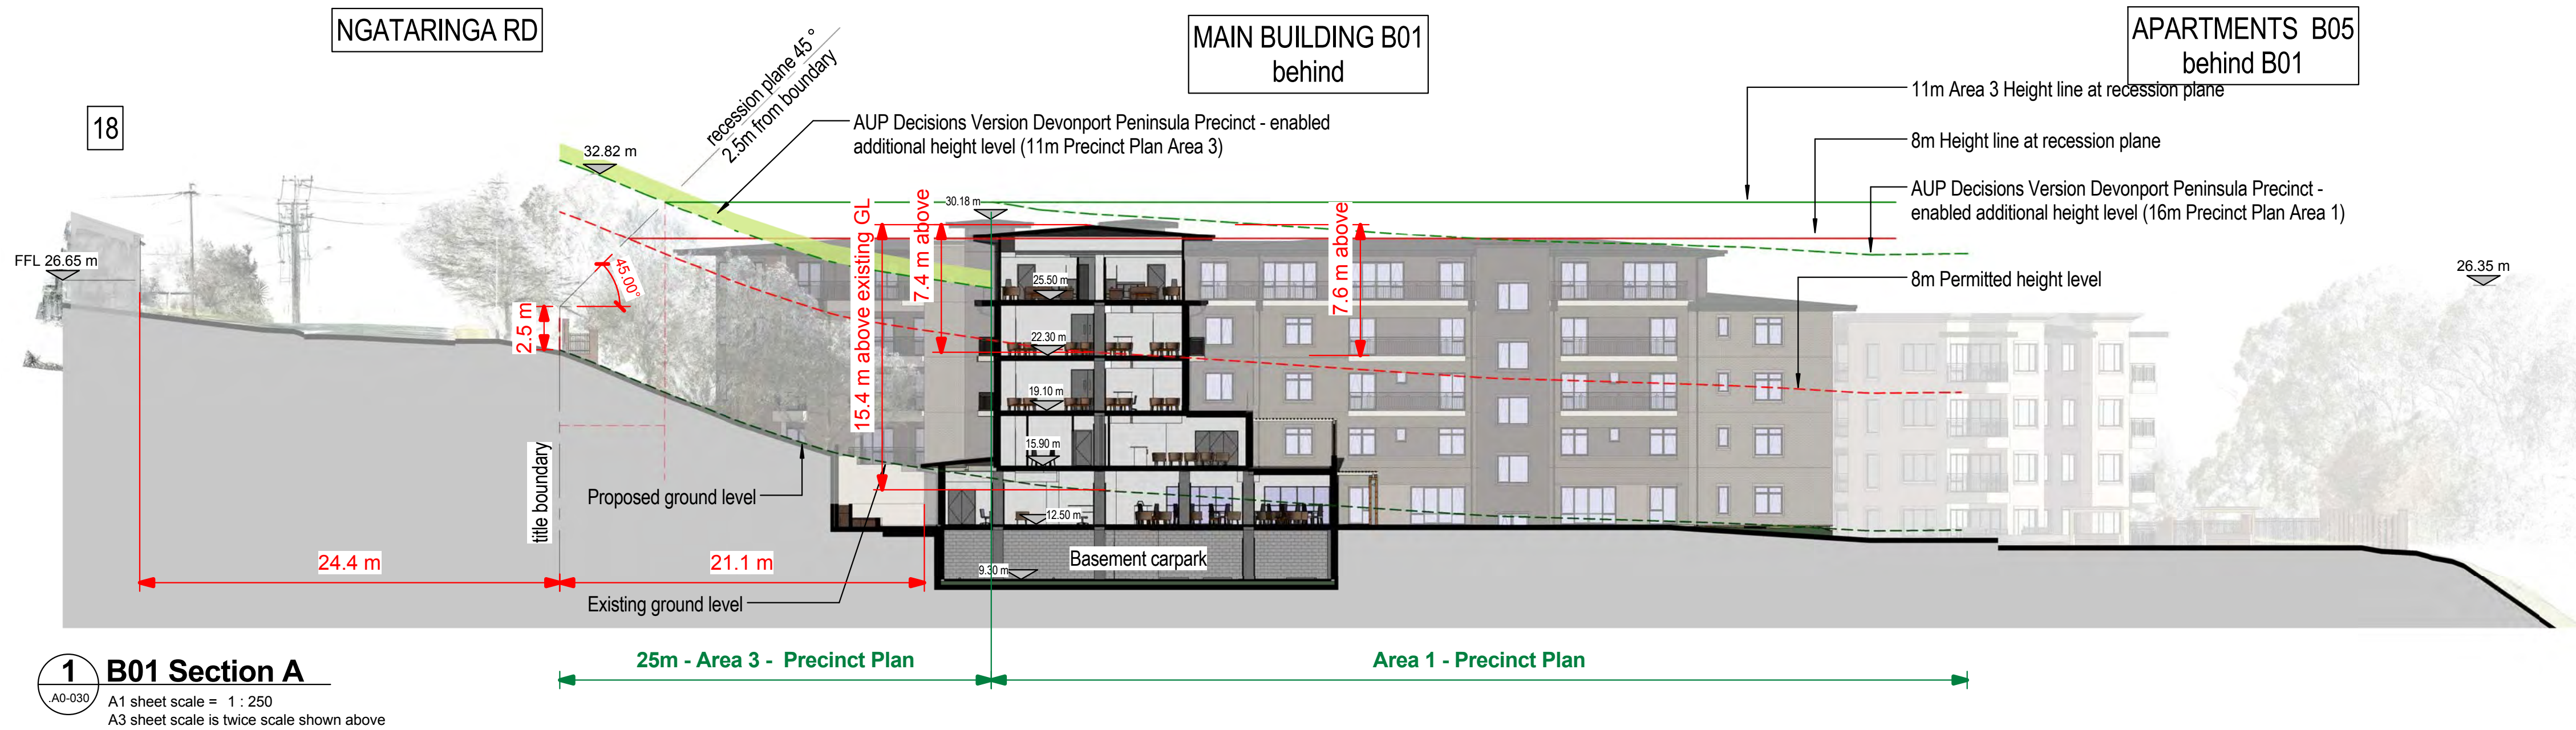 NGATARINGA RD
MAIN BUILDING B01
behind
APARTMENTS B05
behind B01
18
recession plane 45 °
2.5m from boundary
AUP Decisions Version Devonport Peninsula Precinct - enabled
additional height level (11m Precinct Plan Area 3)
11m Area 3 Height line at recession plane
8m Height line at recession plane
AUP Decisions Version Devonport Peninsula Precinct -
enabled additional height level (16m Precinct Plan Area 1)
8m Permitted height level
32.82 m
30.18 m
FFL 26.65 m
26.35 m
45.00°
2.5 m
15.4 m above existing GL
7.4 m above
7.6 m above
25.50 m
22.30 m
19.10 m
15.90 m
12.50 m
9.30 m
title boundary
Proposed ground level
Existing ground level
Basement carpark
24.4 m
21.1 m
25m - Area 3 - Precinct Plan
Area 1 - Precinct Plan
1
.A0-030
B01 Section A
A1 sheet scale = 1 : 250
A3 sheet scale is twice scale shown above